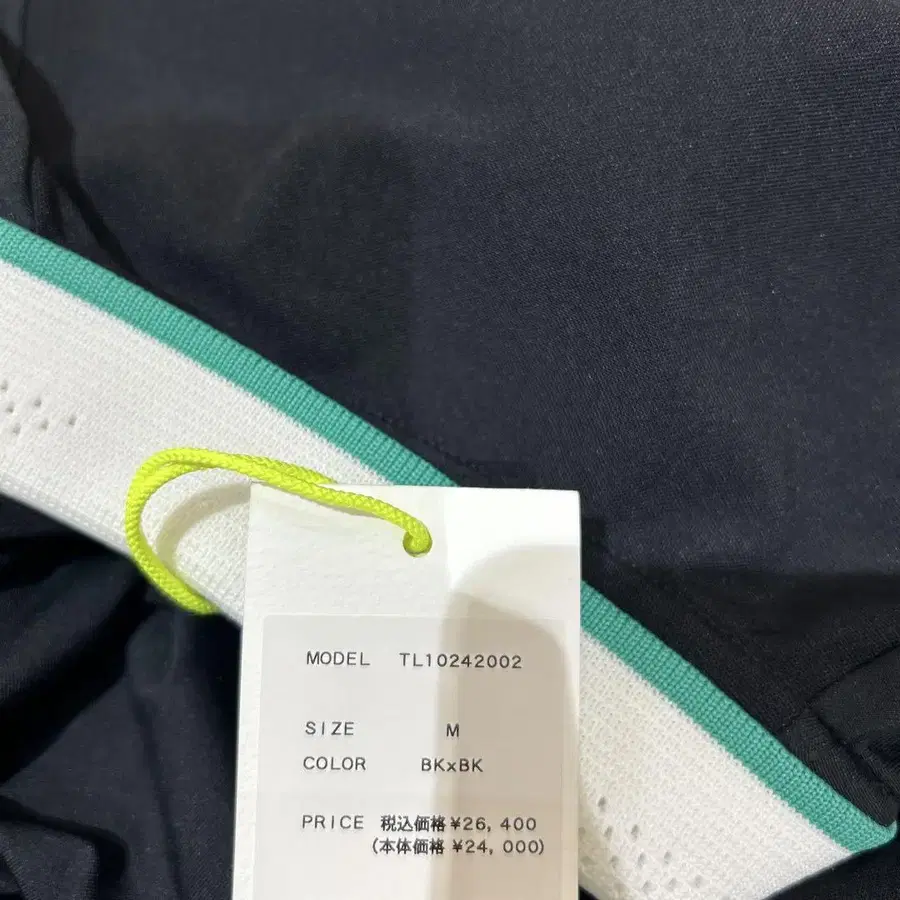 MODEL TL10242002
SIZE M
COLOR BKxBK
PRICE 税込価格 ¥26,400
(本体価格 ¥24,000)